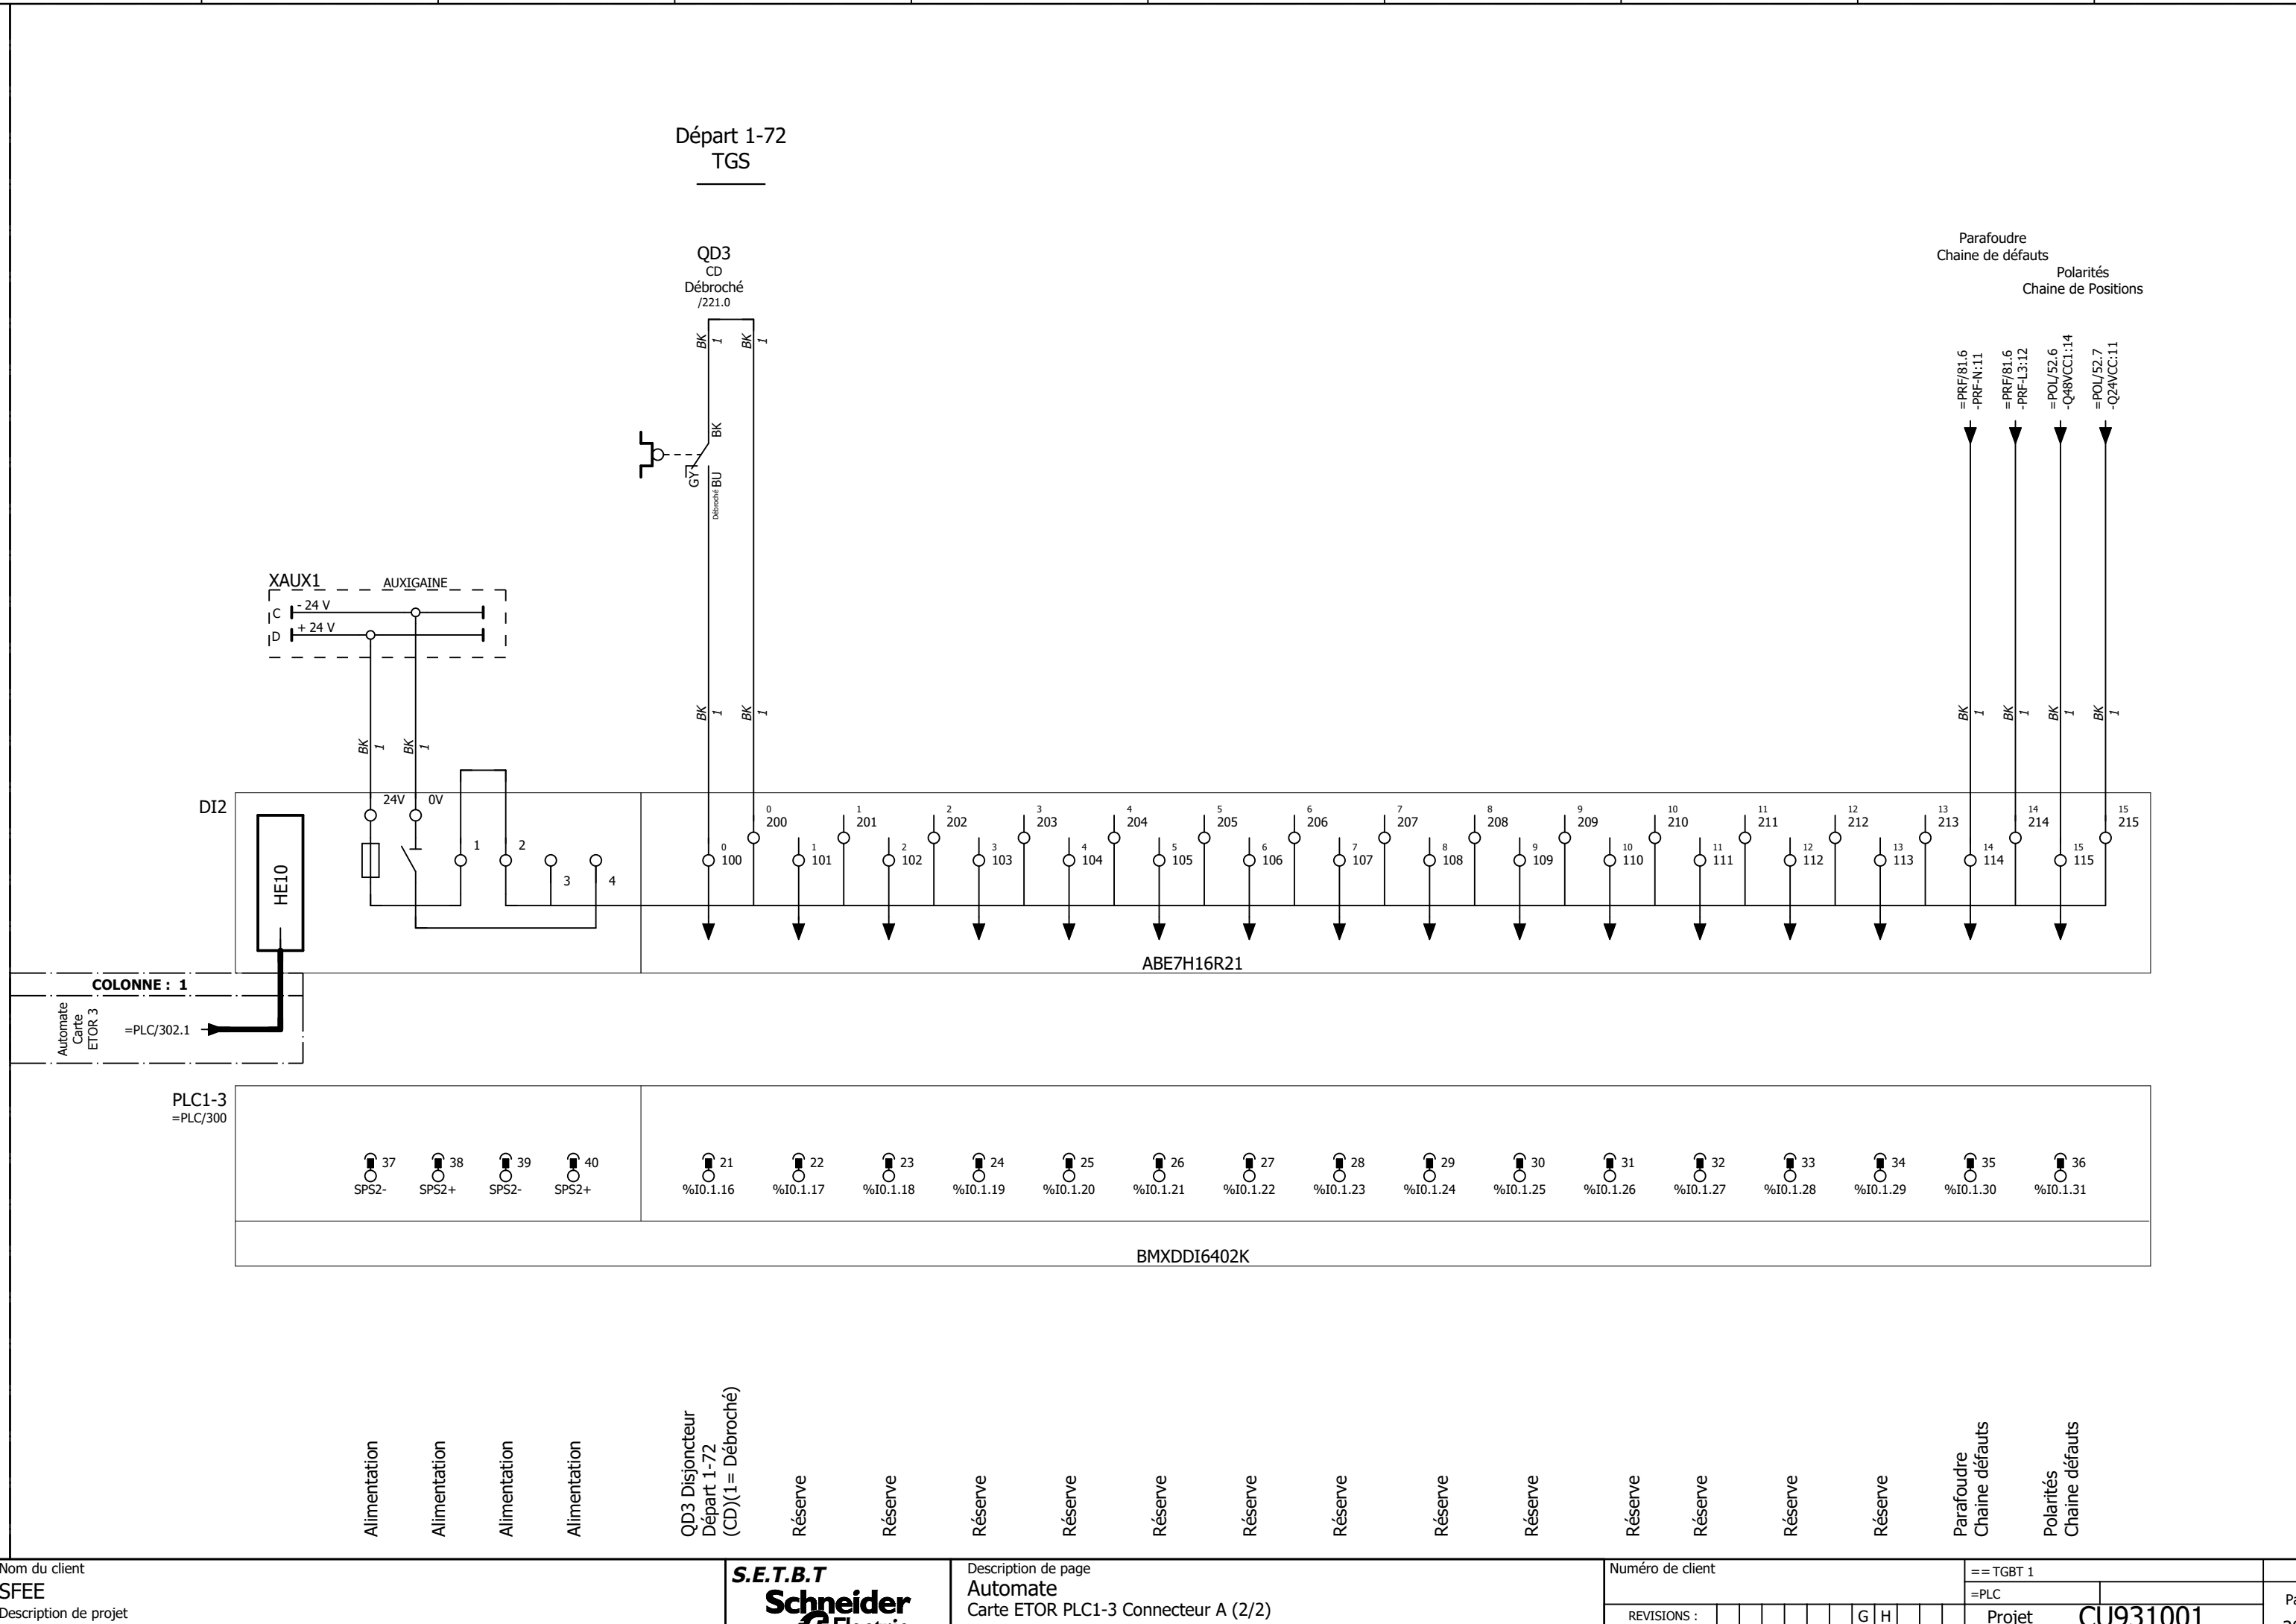 Départ 1-72
TGS
QD3
CD
Débroché
/221.0
Parafoudre
Chaine de défauts
Polarités
Chaine de Positions
BK 1
BK 1
=PRF/81.6
-PRF-N:11
=PRF/81.6
-PRF-L3:12
=POL/52.6
-Q48VCC1:14
=POL/52.7
-Q24VCC:11
BK
GY
BU
Débroché
XAUX1
AUXIGAINE
C - 24 V
D + 24 V
BK 1
BK 1
BK 1
BK 1
BK 1
BK 1
BK 1
BK 1
DI2
24V 0V
HE10
1 2 3 4
0 200 1 201 2 202 3 203 4 204 5 205 6 206 7 207 8 208 9 209 10 210 11 211 12 212 13 213 14 214 15 215
0 100 1 101 2 102 3 103 4 104 5 105 6 106 7 107 8 108 9 109 10 110 11 111 12 112 13 113 14 114 15 115
ABE7H16R21
COLONNE : 1
Automate
Carte
ETOR 3
=PLC/302.1
PLC1-3
=PLC/300
37 38 39 40 21 22 23 24 25 26 27 28 29 30 31 32 33 34 35 36
SPS2- SPS2+ SPS2- SPS2+ %I0.1.16 %I0.1.17 %I0.1.18 %I0.1.19 %I0.1.20 %I0.1.21 %I0.1.22 %I0.1.23 %I0.1.24 %I0.1.25 %I0.1.26 %I0.1.27 %I0.1.28 %I0.1.29 %I0.1.30 %I0.1.31
BMXDDI6402K
Alimentation
Alimentation
Alimentation
Alimentation
QD3 Disjoncteur
Départ 1-72
(CD)(1= Débroché)
Réserve
Réserve
Réserve
Réserve
Réserve
Réserve
Réserve
Réserve
Réserve
Réserve
Réserve
Réserve
Réserve
Parafoudre
Chaine défauts
Polarités
Chaine défauts
Nom du client
SFEE
Description de projet
S.E.T.B.T
Schneider
Electric
Description de page
Automate
Carte ETOR PLC1-3 Connecteur A (2/2)
Numéro de client
REVISIONS :
G H
==TGBT 1
=PLC
Projet CU931001